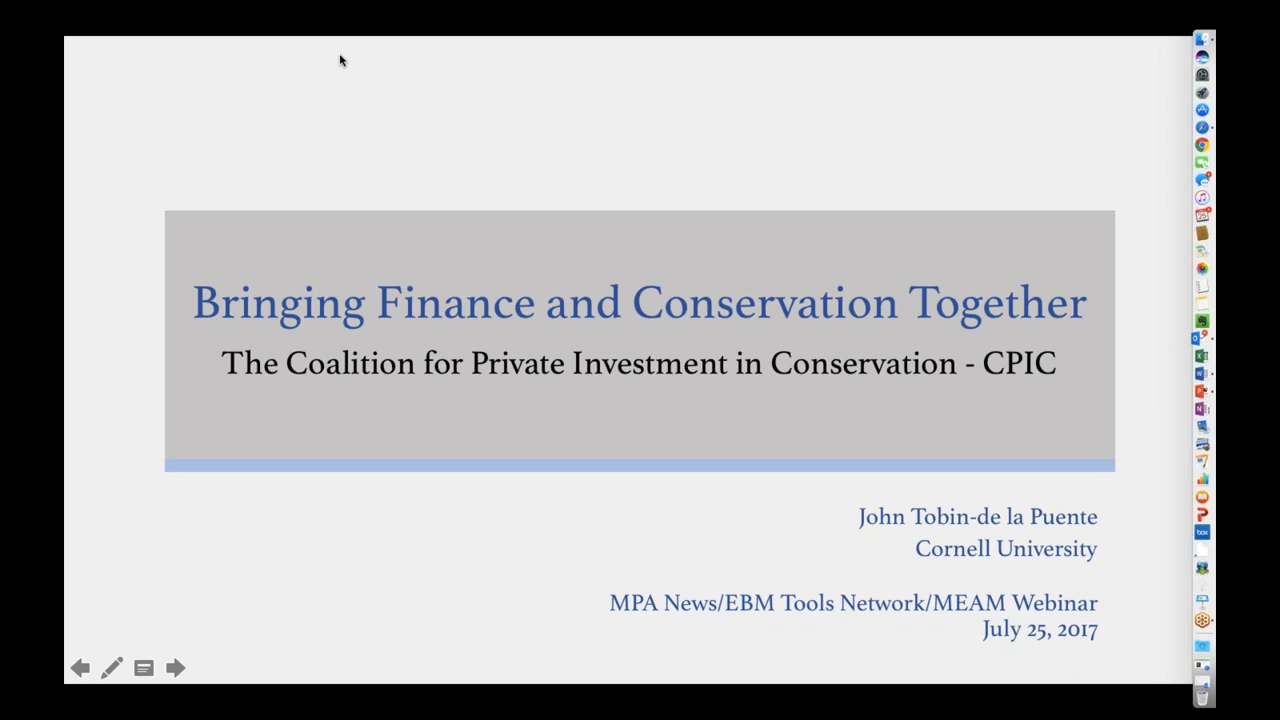 Bringing Finance and Conservation Together
The Coalition for Private Investment in Conservation - CPIC
John Tobin-de la Puente
Cornell University
MPA News/EBM Tools Network/MEAM Webinar
July 25, 2017